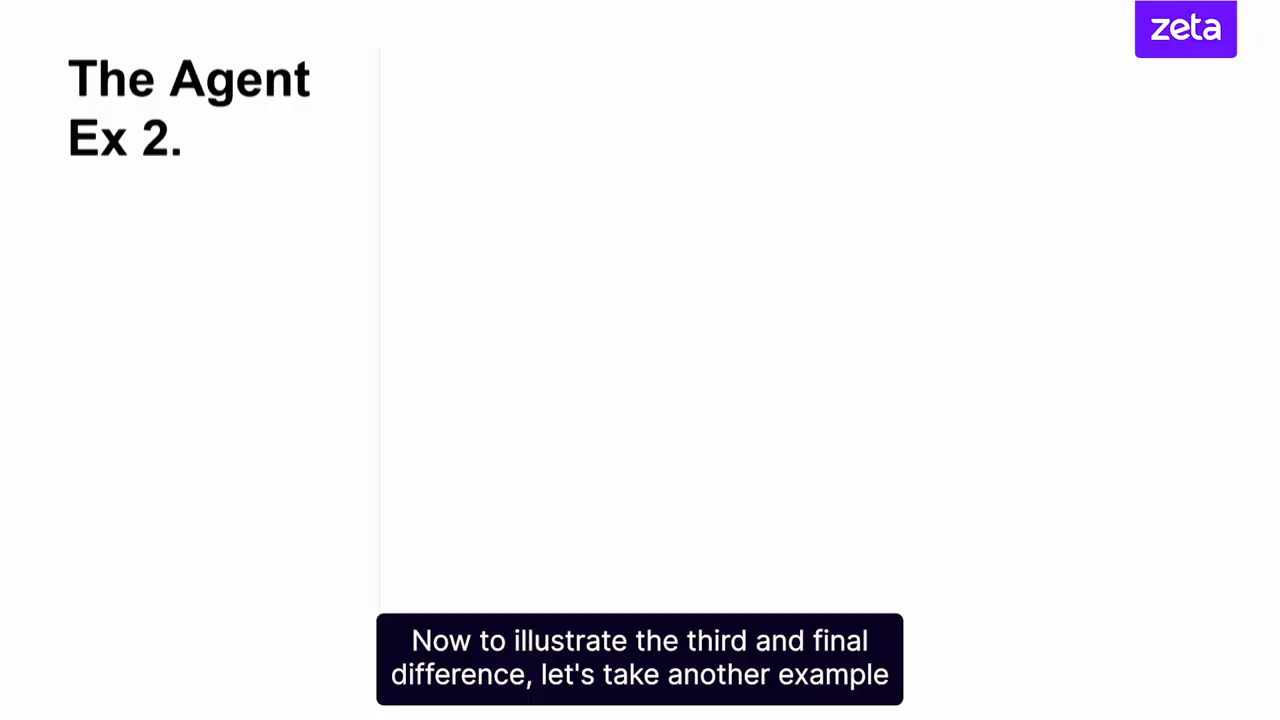 zeta
The Agent
Ex 2.
Now to illustrate the third and final
difference, let's take another example